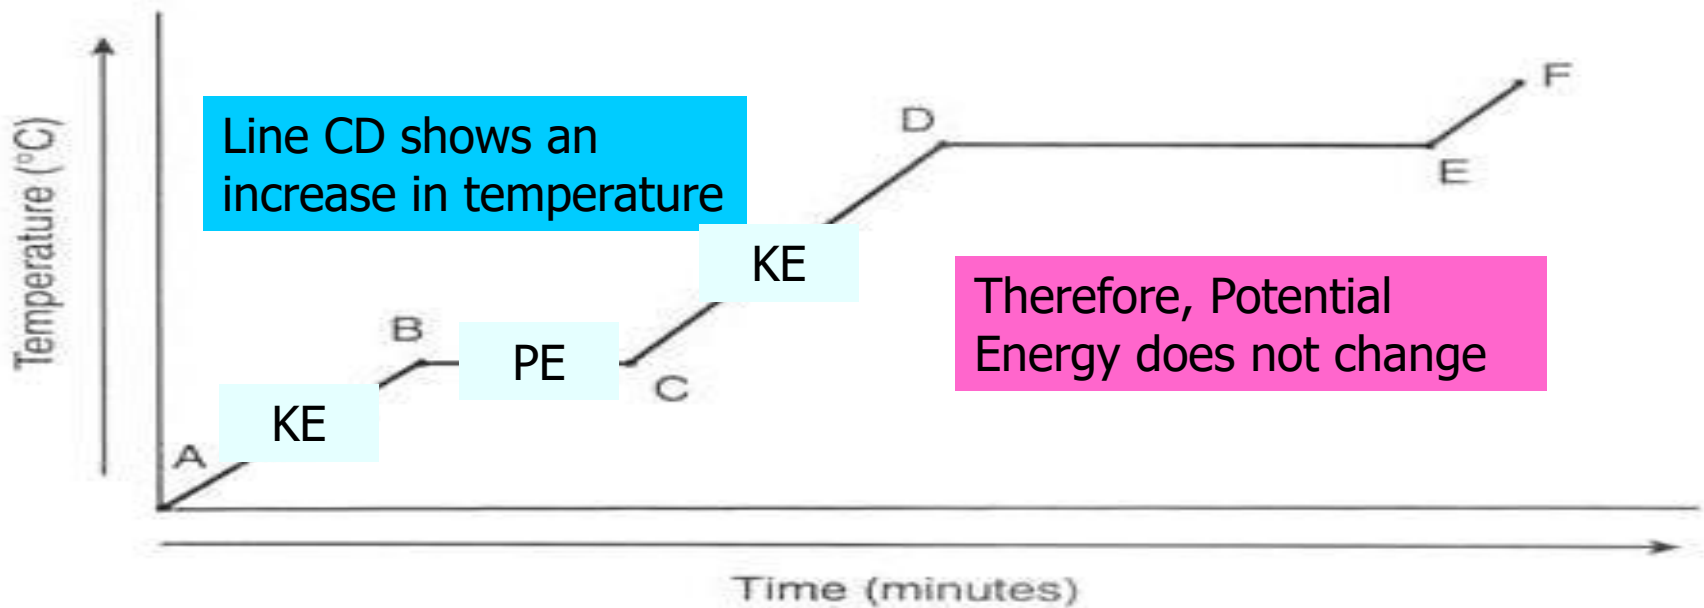 Temperature (°C)
Line CD shows an
increase in temperature
D
F
E
KE
Therefore, Potential
Energy does not change
B
PE
C
KE
A
Time (minutes)